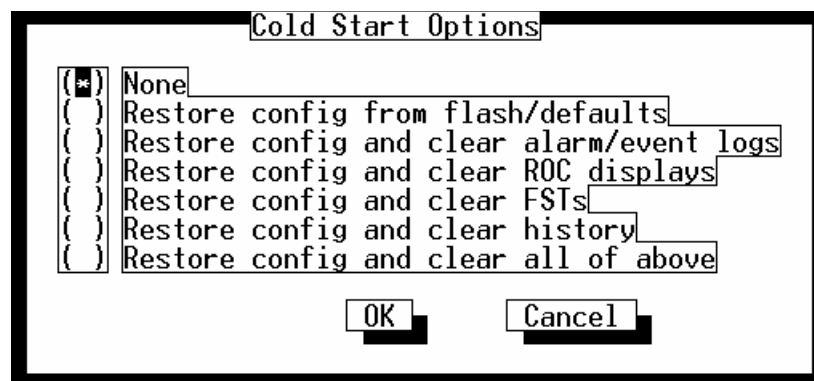 Cold Start Options
(*) None
( ) Restore config from flash/defaults
( ) Restore config and clear alarm/event logs
( ) Restore config and clear ROC displays
( ) Restore config and clear FSTs
( ) Restore config and clear history
( ) Restore config and clear all of above
OK Cancel